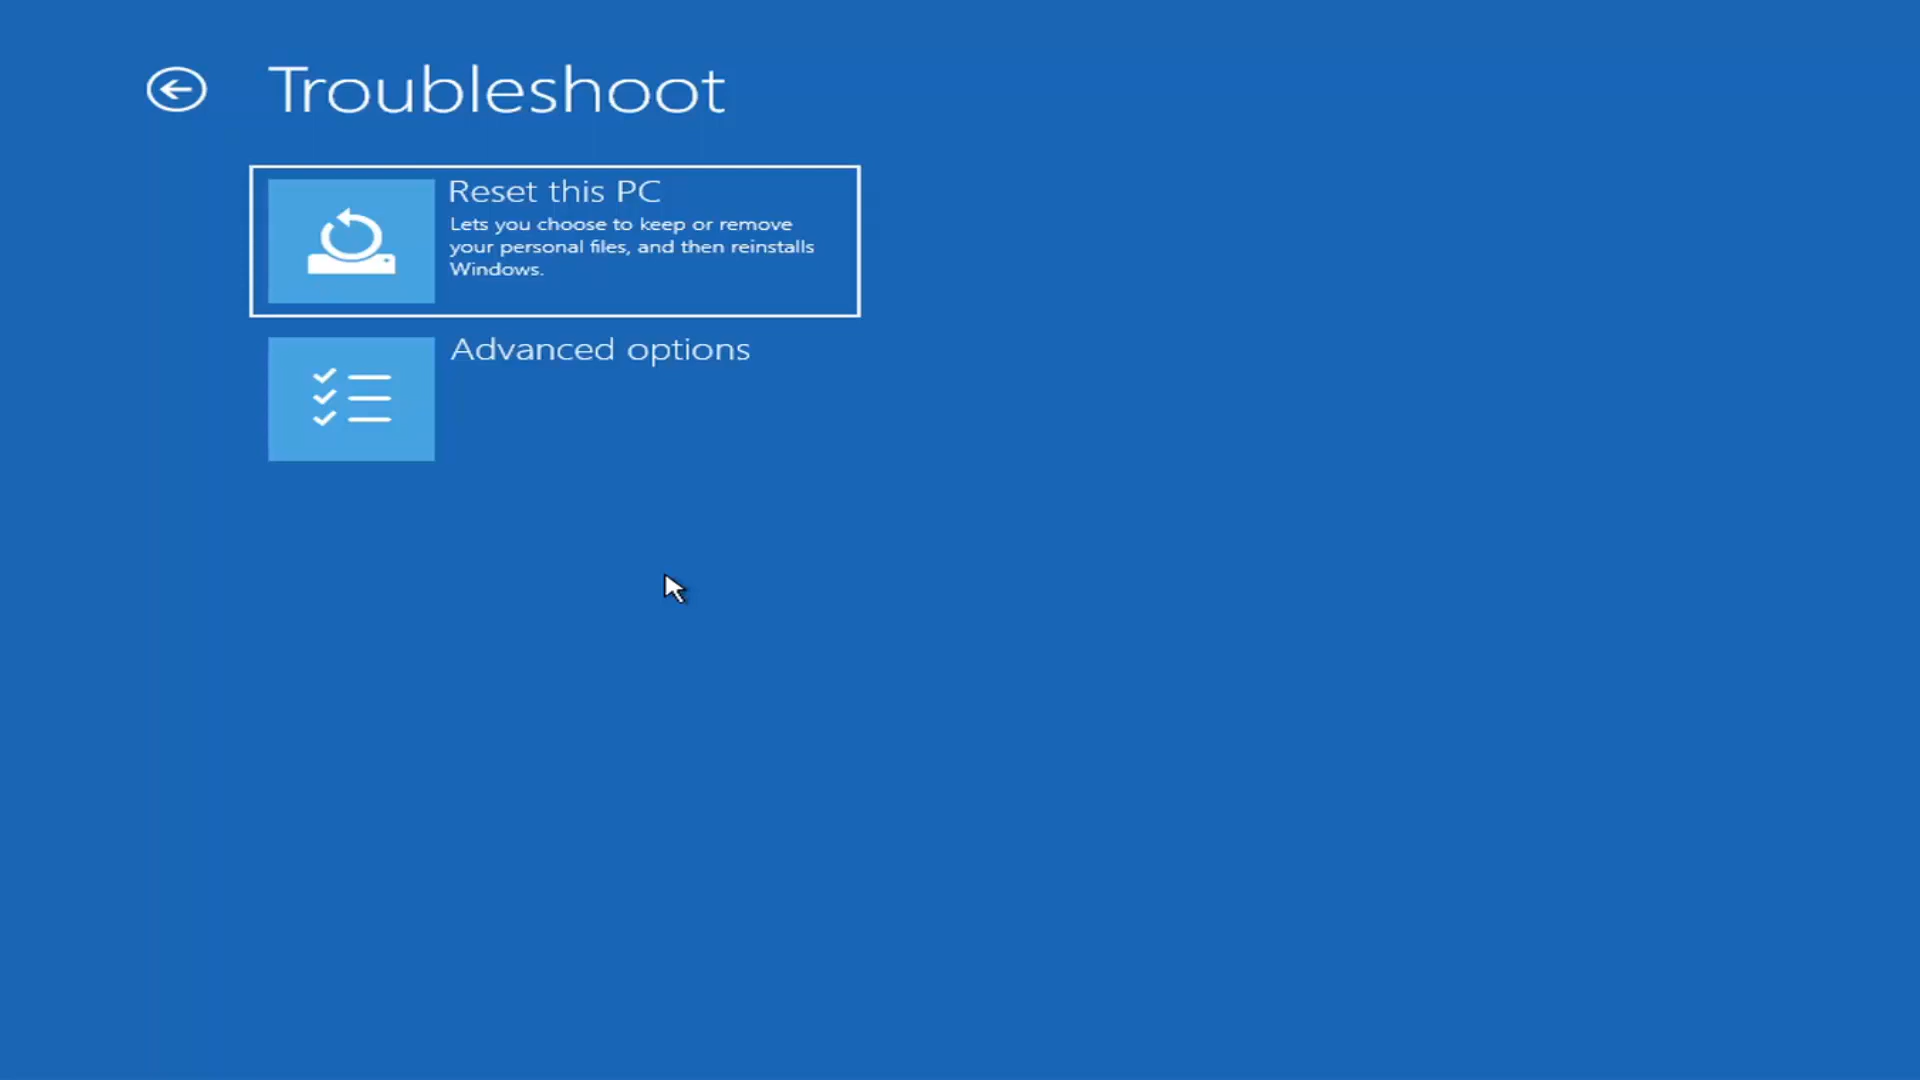 Troubleshoot
Reset this PC
Lets you choose to keep or remove
your personal files, and then reinstalls
Windows.
Advanced options